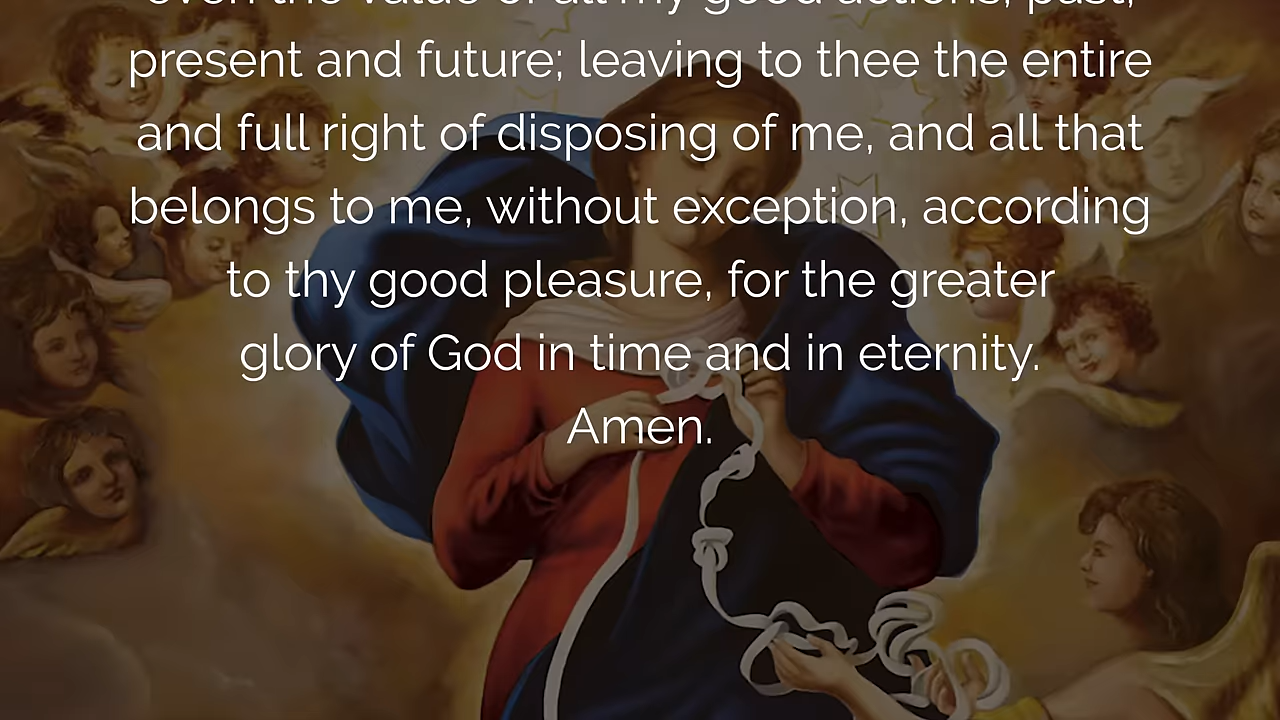 even the value of all my good actions, past,
present and future; leaving to thee the entire
and full right of disposing of me, and all that
belongs to me, without exception, according
to thy good pleasure, for the greater
glory of God in time and in eternity.
Amen.